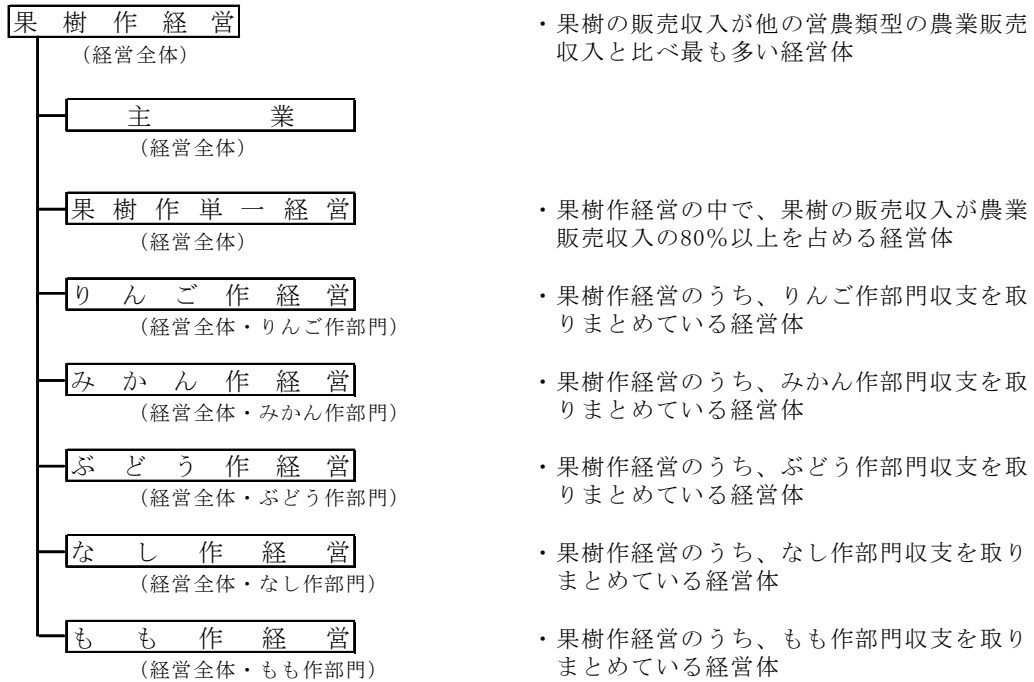 果樹作経営 ・果樹の販売収入が他の営農類型の農業販売
(経営全体) 収入と比べ最も多い経営体
主業
(経営全体)
果樹作単一経営 ・果樹作経営の中で、果樹の販売収入が農業
(経営全体) 販売収入の80%以上を占める経営体
りんご作経営 ・果樹作経営のうち、りんご作部門収支を取
(経営全体・りんご作部門) りまとめている経営体
みかん作経営 ・果樹作経営のうち、みかん作部門収支を取
(経営全体・みかん作部門) りまとめている経営体
ぶどう作経営 ・果樹作経営のうち、ぶどう作部門収支を取
(経営全体・ぶどう作部門) りまとめている経営体
なし作経営 ・果樹作経営のうち、なし作部門収支を取り
(経営全体・なし作部門) まとめている経営体
もも作経営 ・果樹作経営のうち、もも作部門収支を取り
(経営全体・もも作部門) まとめている経営体